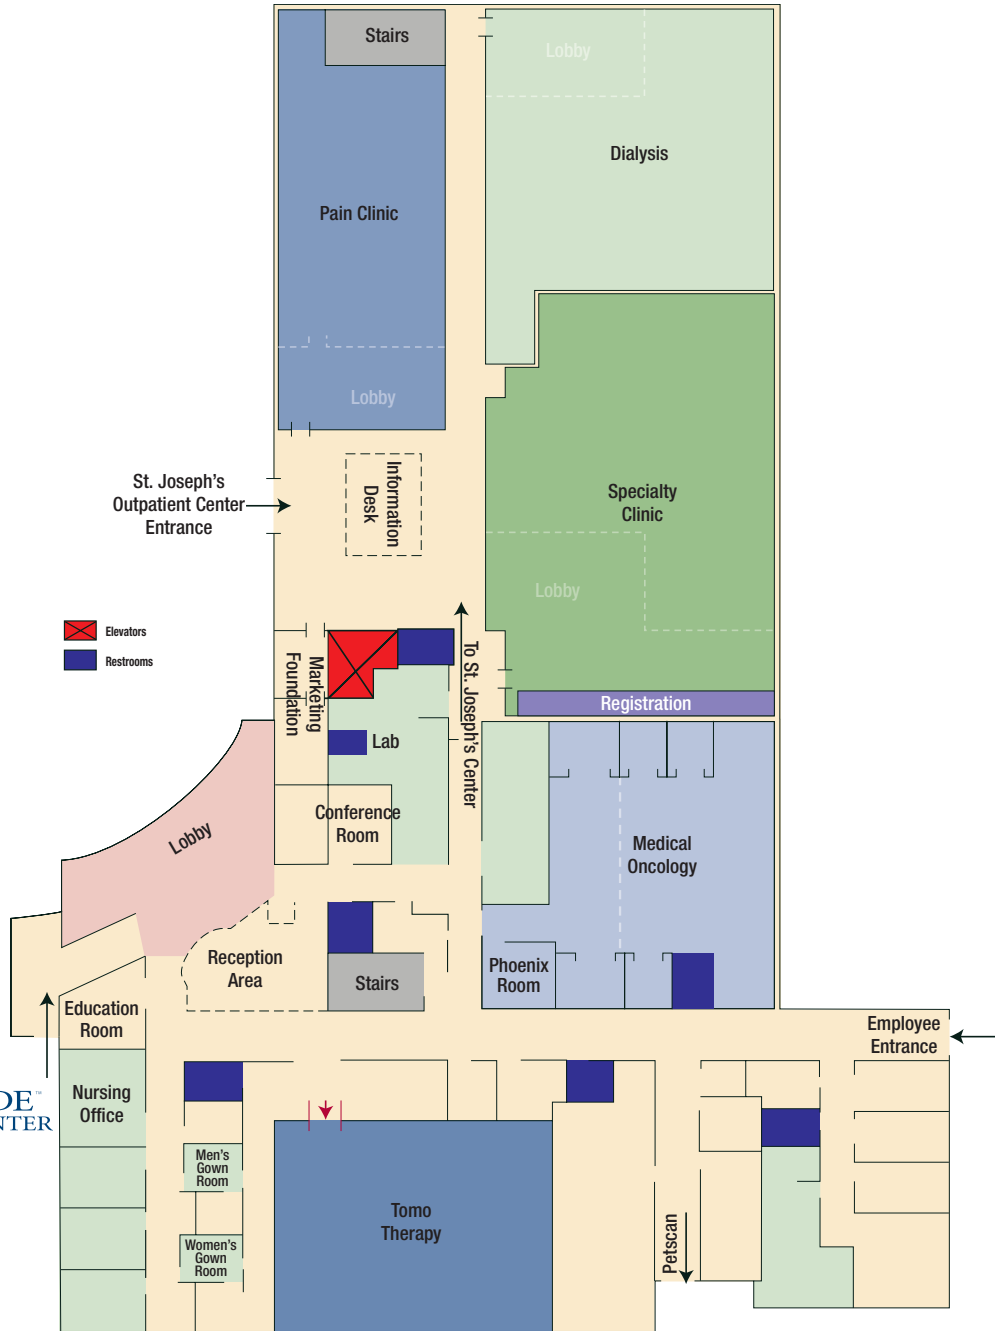 Stairs
Lobby
Dialysis
Pain Clinic
Lobby
St. Joseph's
Outpatient Center
Entrance
Information
Desk
Specialty
Clinic
Lobby
Elevators
Restrooms
Marketing
Foundation
To St. Joseph's Center
Registration
Lab
Conference
Room
Lobby
Medical
Oncology
Reception
Area
Stairs
Phoenix
Room
Education
Room
Employee
Entrance
Nursing
Office
DE™
NTER
Men's
Gown
Room
Women's
Gown
Room
Tomo
Therapy
Petscan